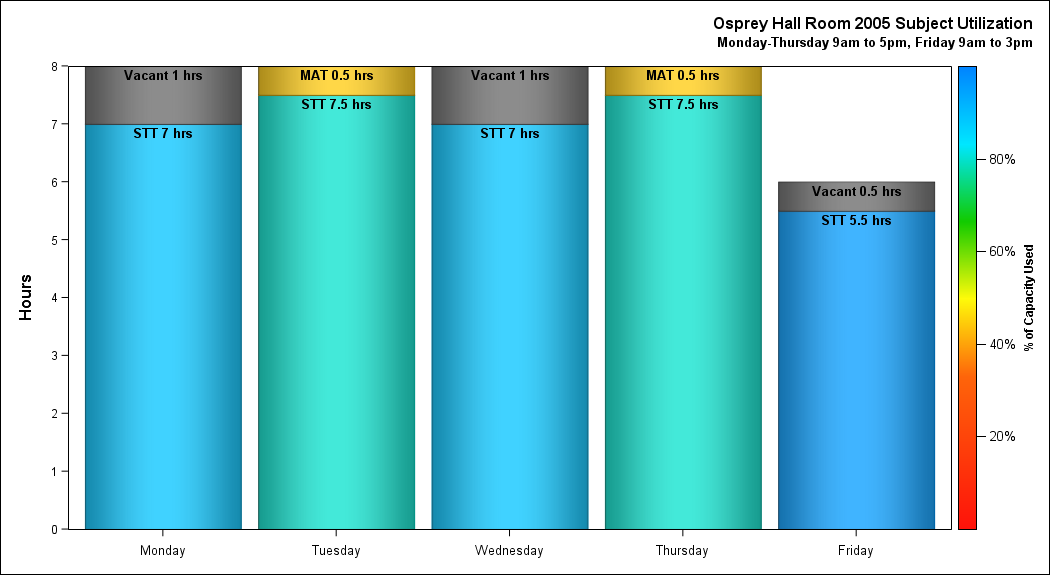 Osprey Hall Room 2005 Subject Utilization
Monday-Thursday 9am to 5pm, Friday 9am to 3pm
Hours
8
7
6
5
4
3
2
1
0
Vacant 1 hrs
STT 7 hrs
MAT 0.5 hrs
STT 7.5 hrs
Vacant 1 hrs
STT 7 hrs
MAT 0.5 hrs
STT 7.5 hrs
Vacant 0.5 hrs
STT 5.5 hrs
Monday
Tuesday
Wednesday
Thursday
Friday
80%
60%
40%
20%
% of Capacity Used